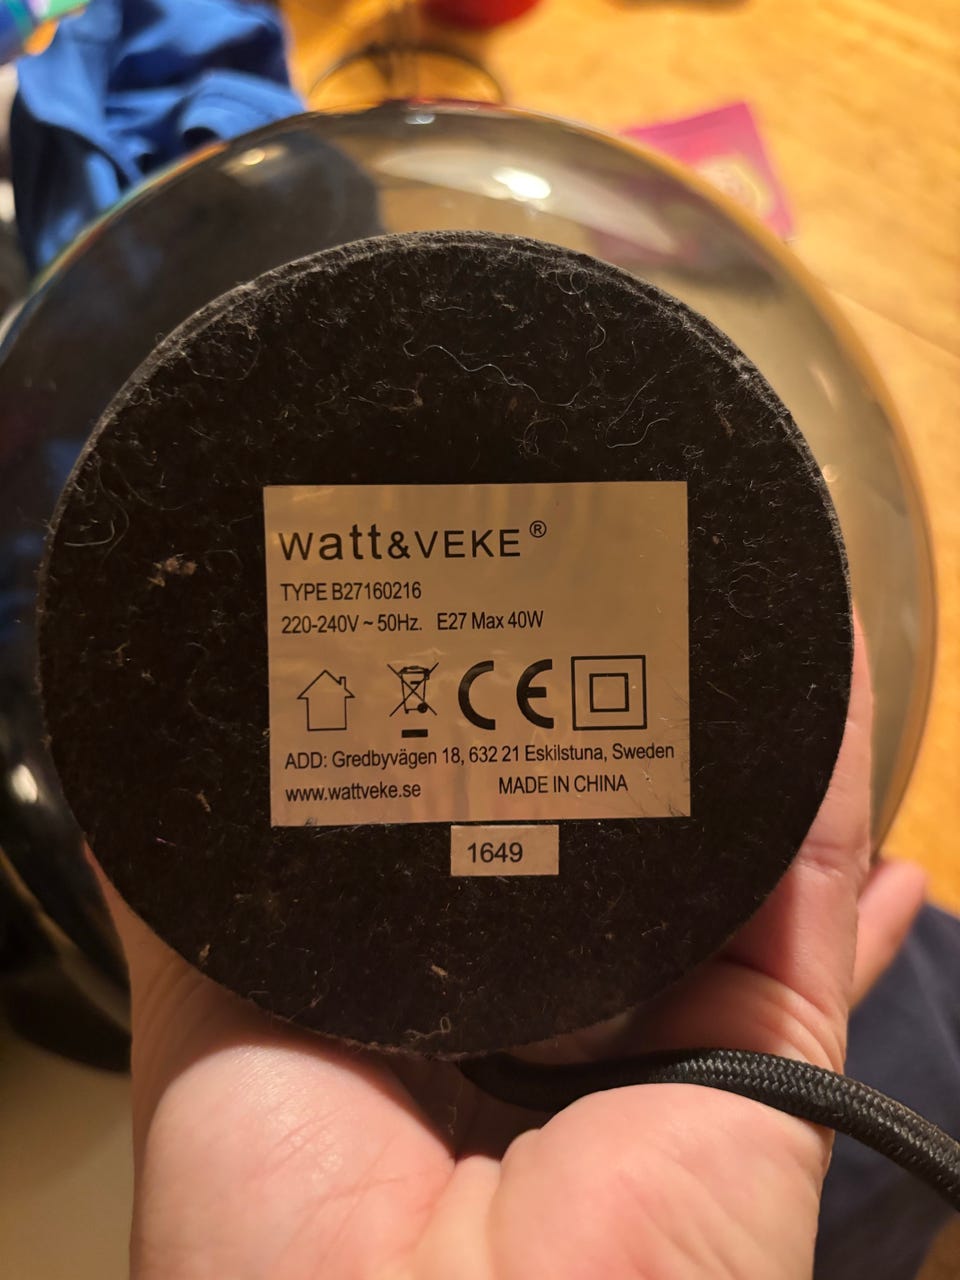 watt&VEKE®
TYPE B27160216
220-240V ~ 50Hz. E27 Max 40W
CE
ADD: Gredbyvägen 18, 632 21 Eskilstuna, Sweden
www.wattveke.se MADE IN CHINA
1649